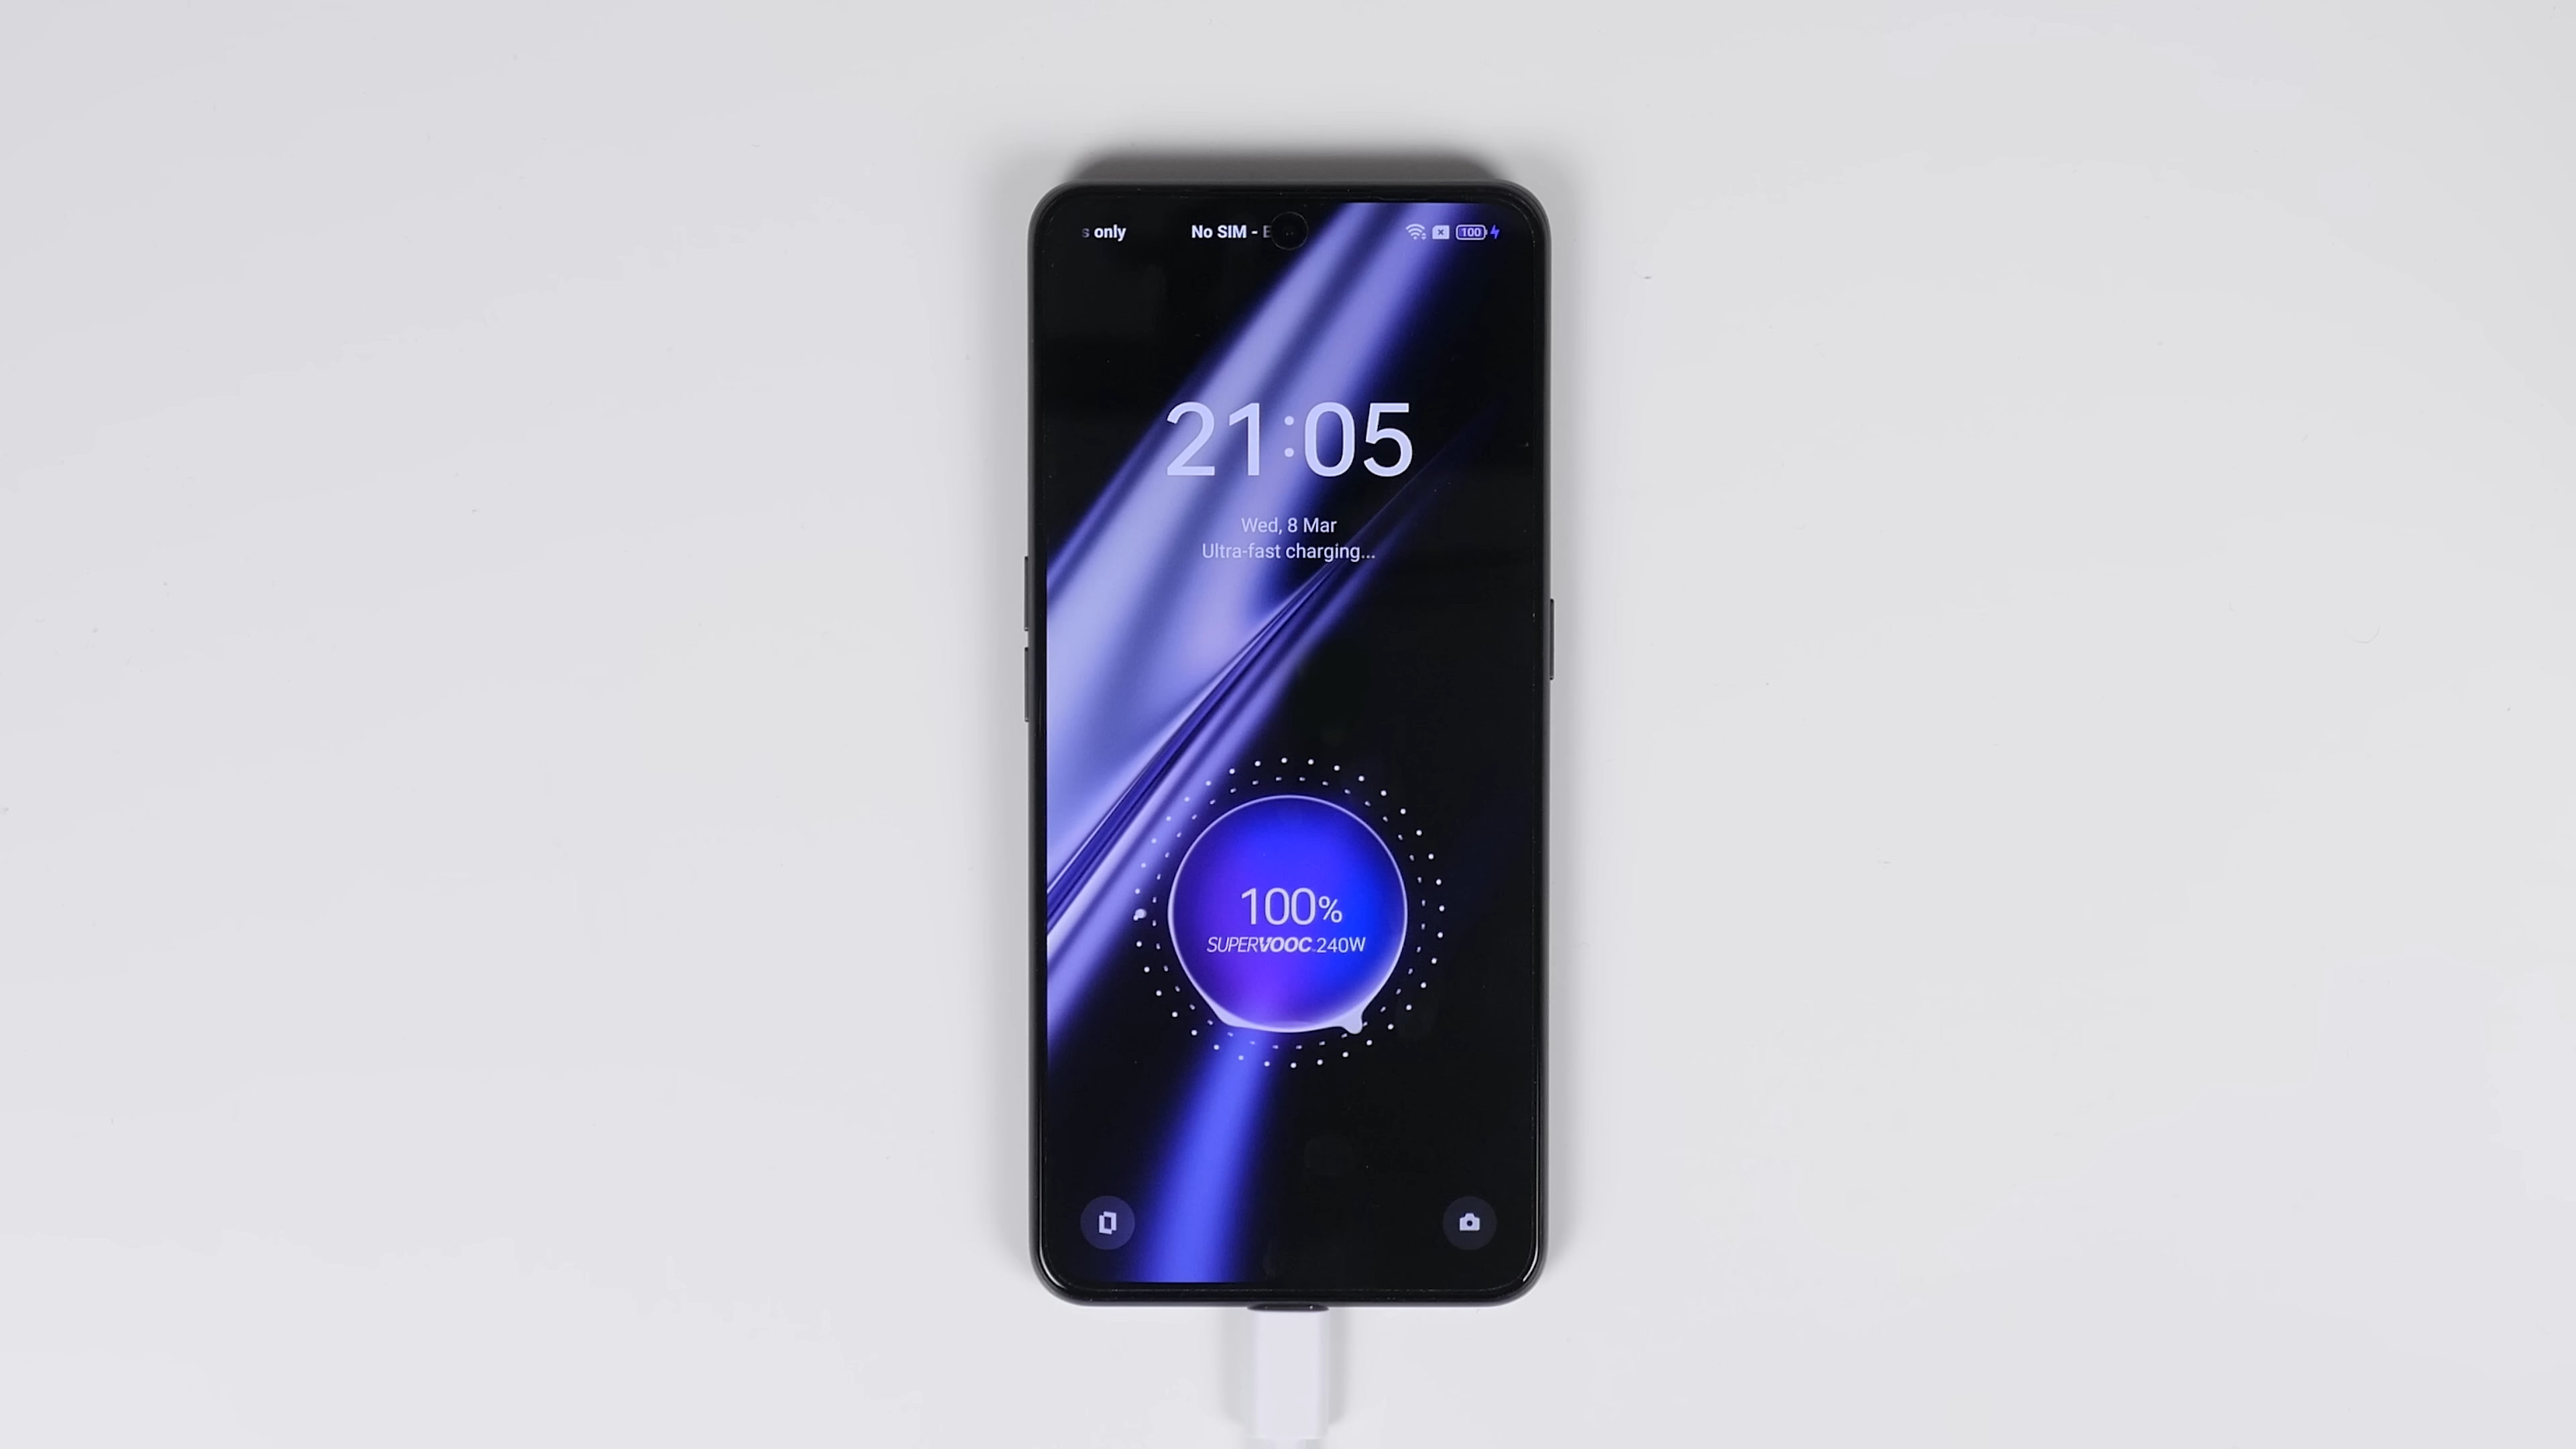 only No SIM - 100
21:05
Wed, 8 Mar
Ultra-fast charging...
100%
SUPERVOOC 240W